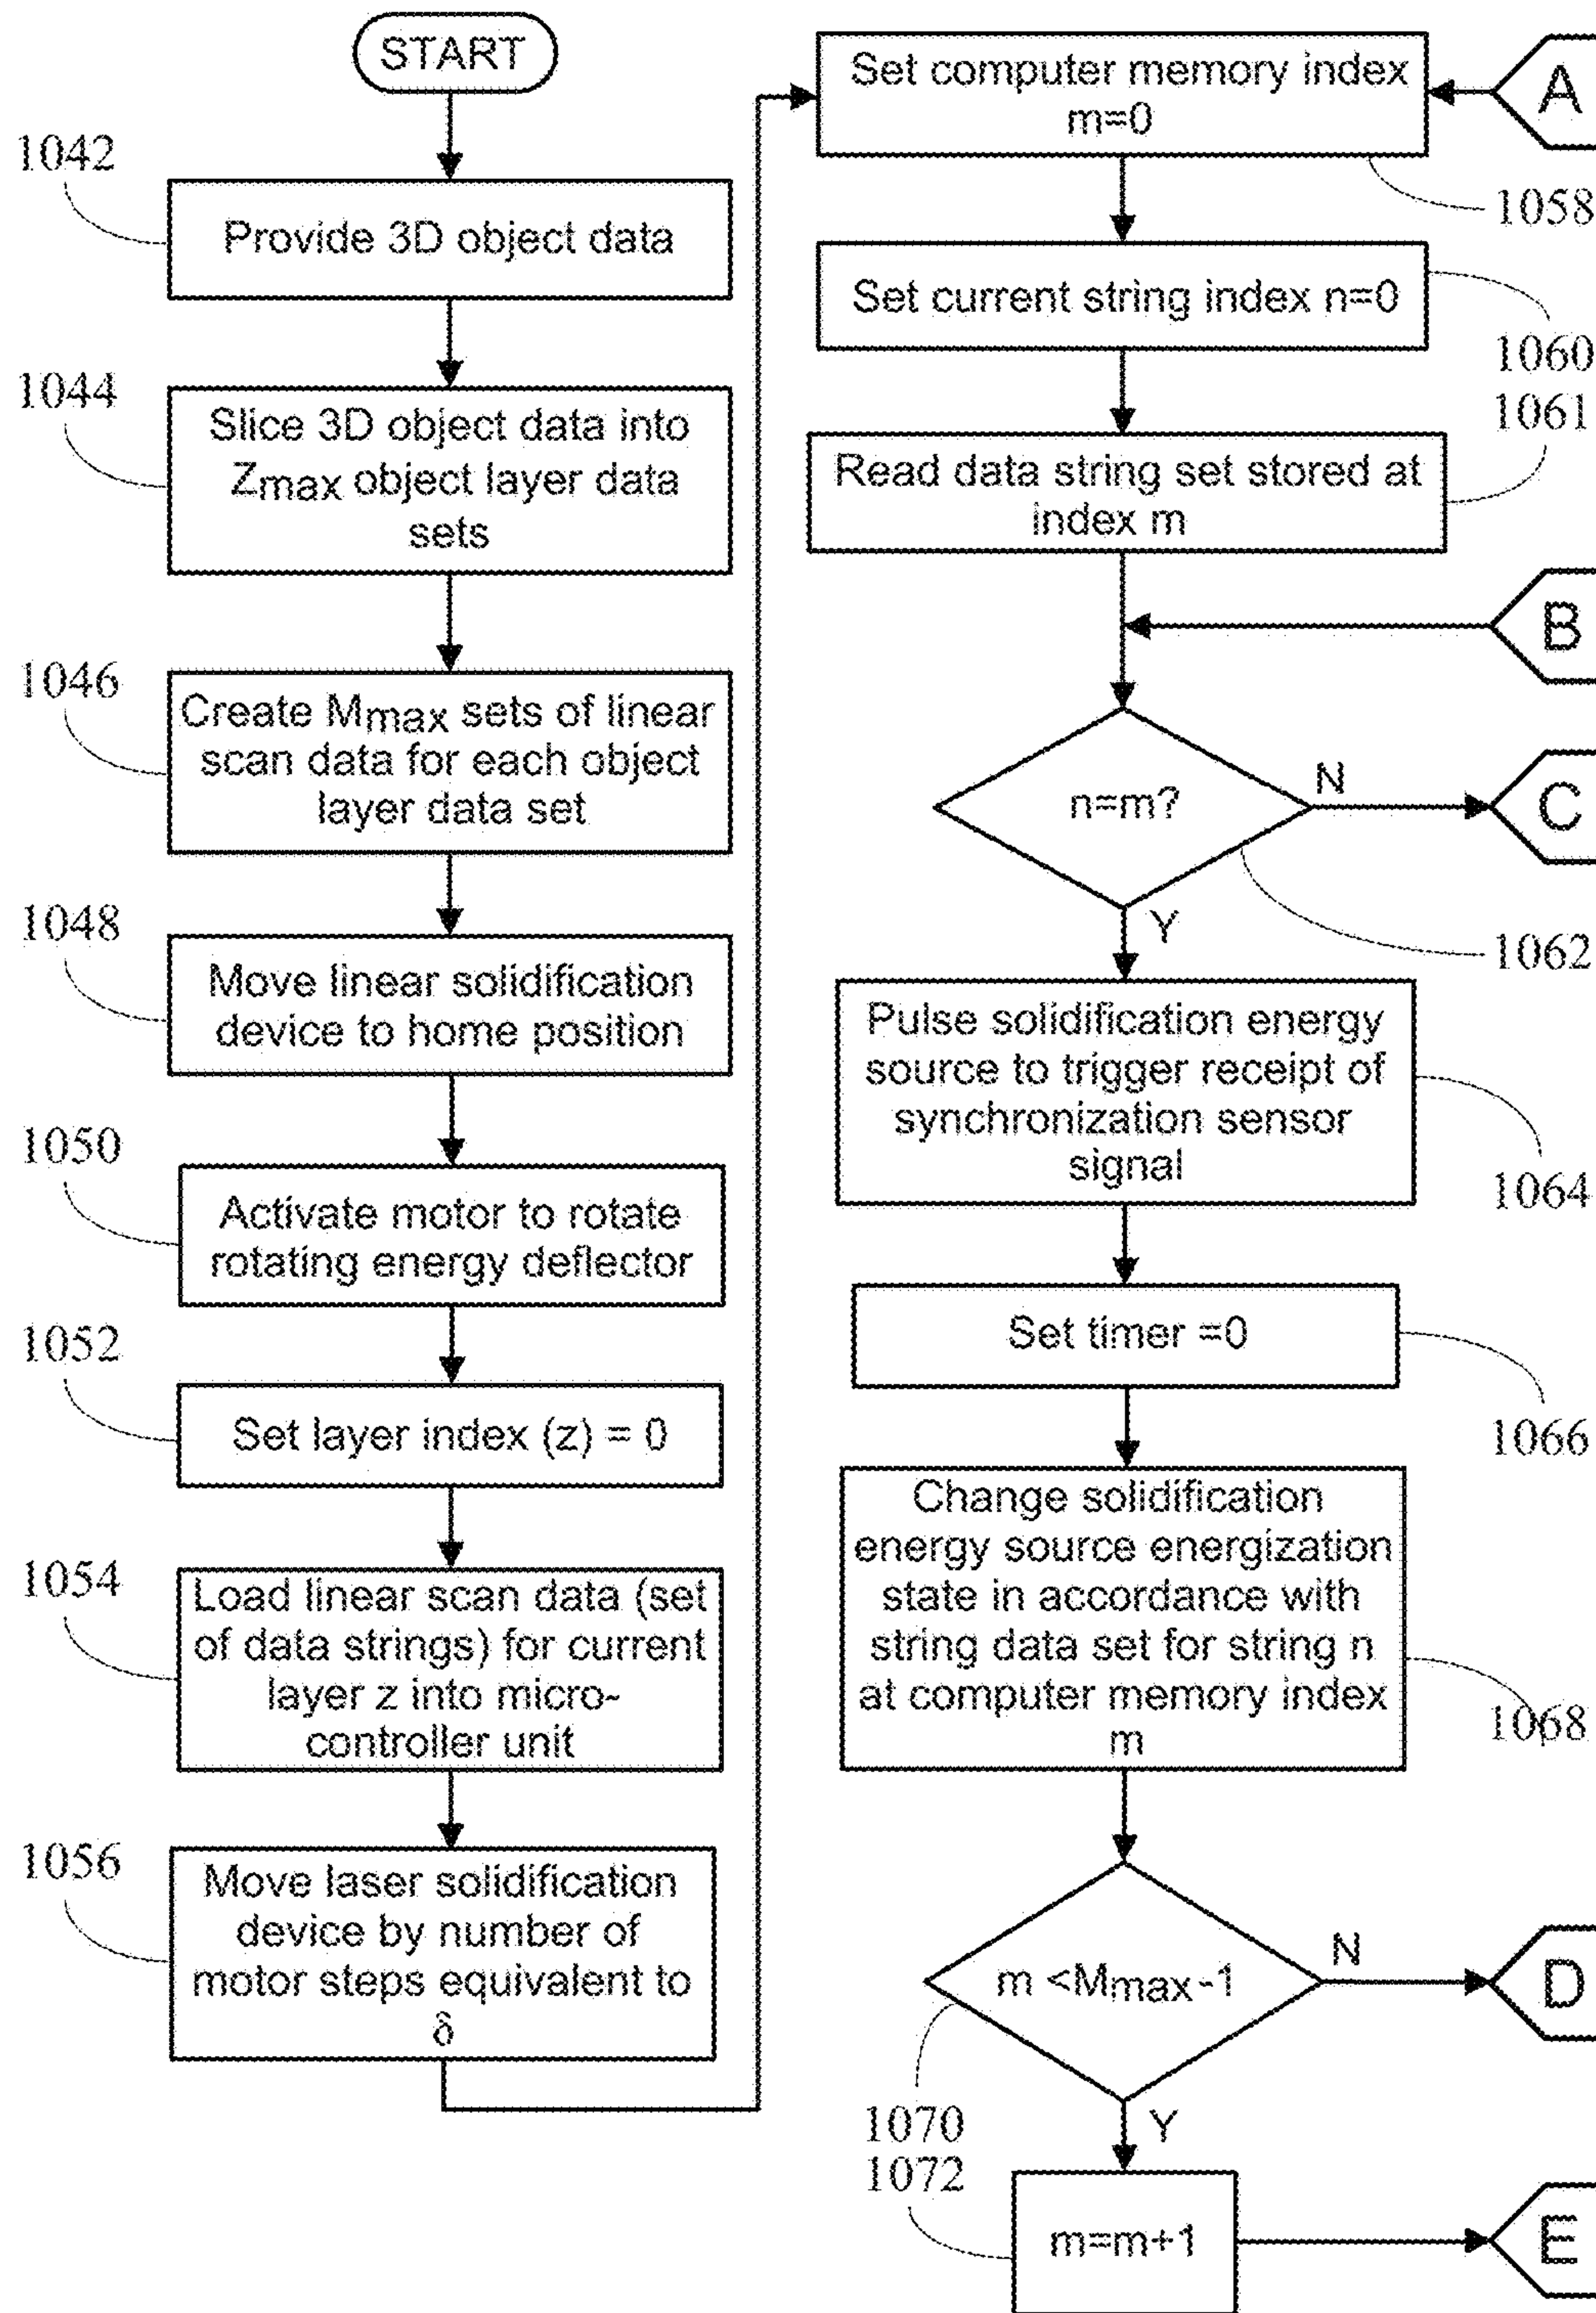 START
1042
Provide 3D object data
1044
Slice 3D object data into
Zmax object layer data
sets
1046
Create Mmax sets of linear
scan data for each object
layer data set
1048
Move linear solidification
device to home position
1050
Activate motor to rotate
rotating energy deflector
1052
Set layer index (z) = 0
1054
Load linear scan data (set
of data strings) for current
layer z into micro-
controller unit
1056
Move laser solidification
device by number of
motor steps equivalent to
δ
Set computer memory index
m=0
A
1058
Set current string index n=0
1060
1061
Read data string set stored at
index m
B
n=m?
N
C
Y
1062
Pulse solidification energy
source to trigger receipt of
synchronization sensor
signal
1064
Set timer =0
1066
Change solidification
energy source energization
state in accordance with
string data set for string n
at computer memory index
m
1068
m <Mmax-1
N
D
1070
Y
1072
m=m+1
E